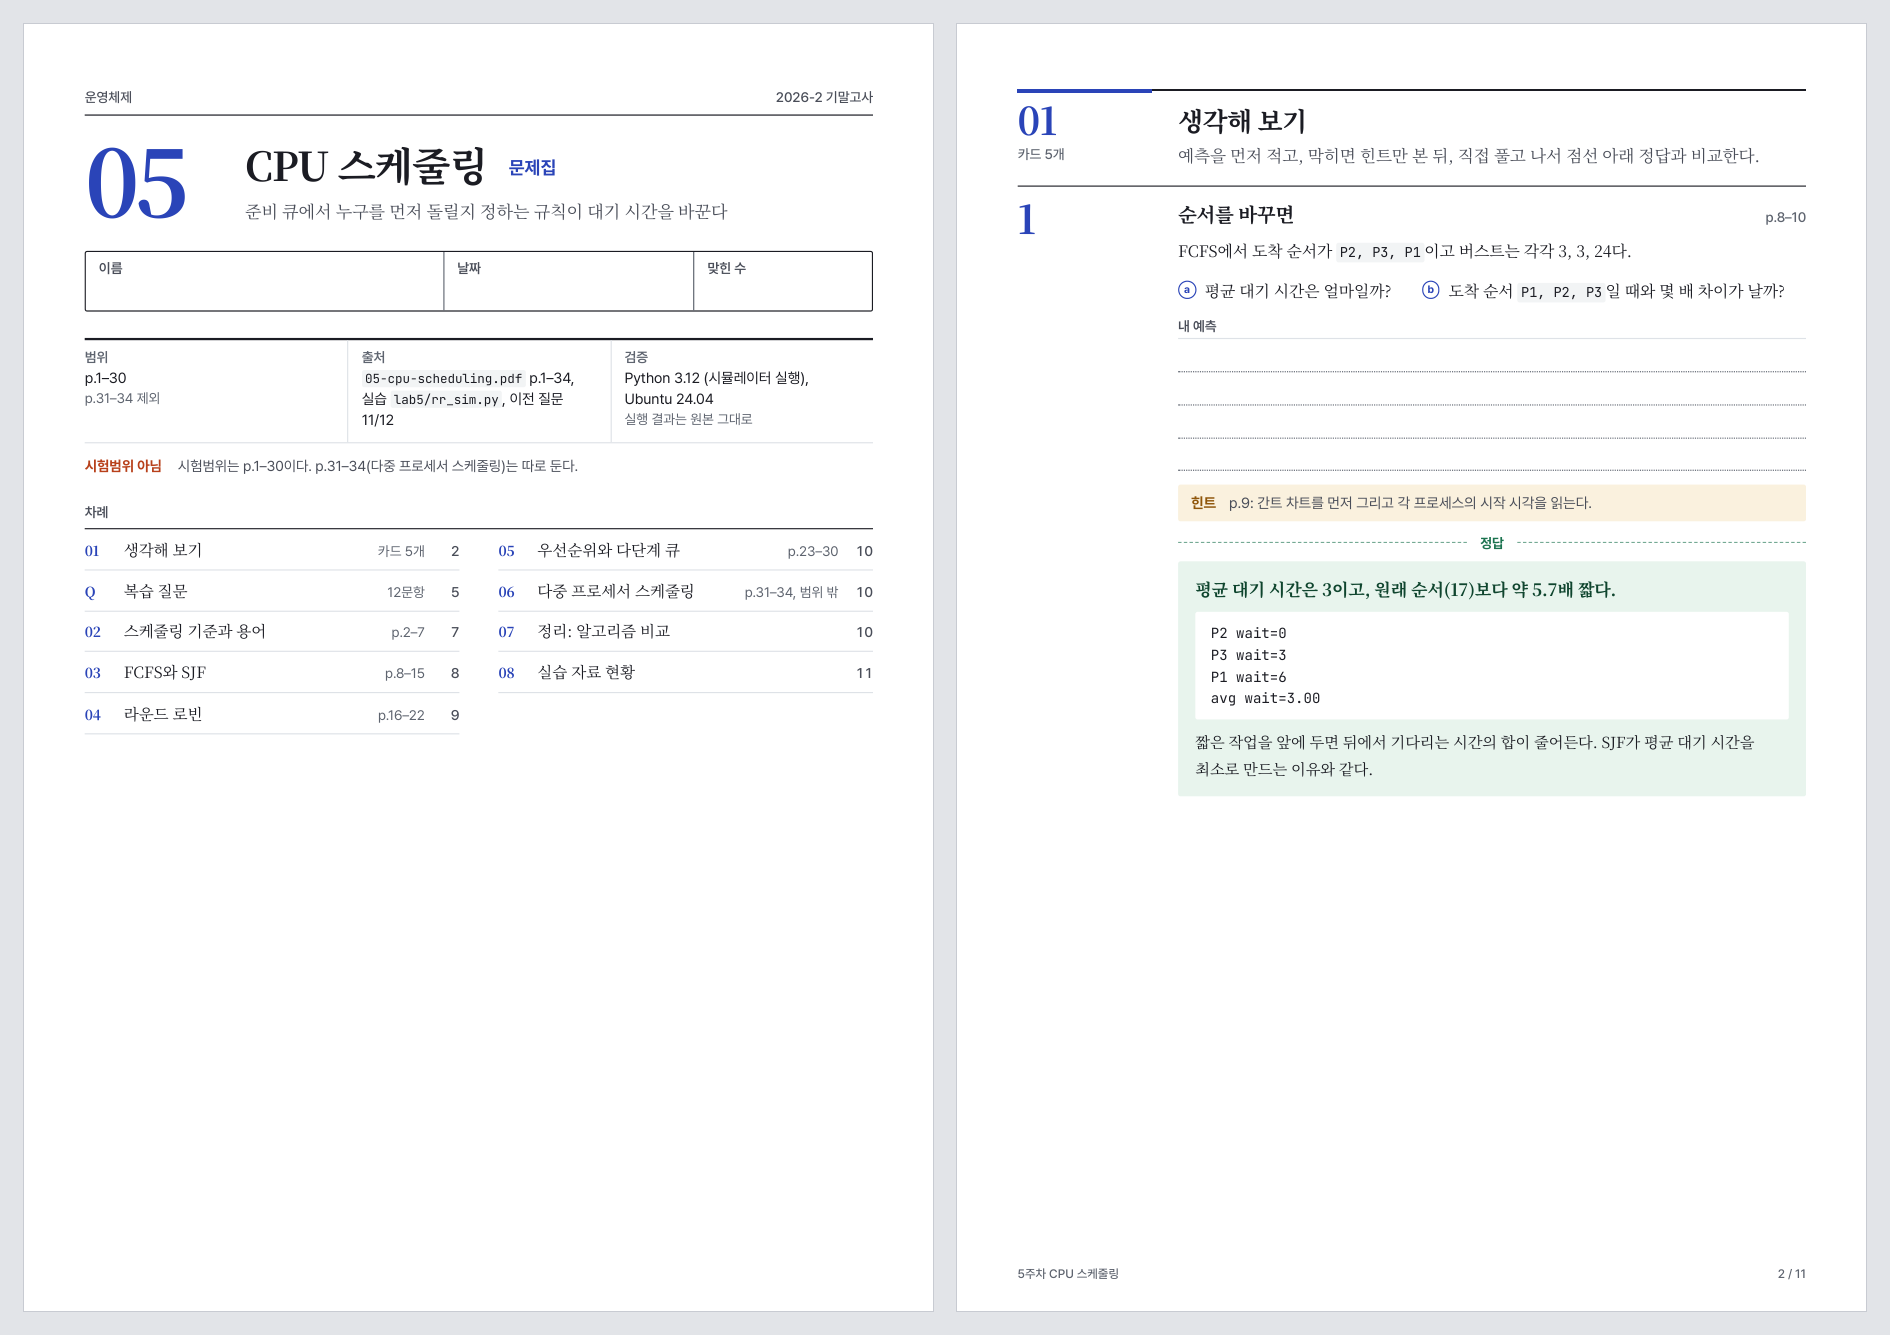 운영체제 2026-2 기말고사
05 CPU 스케줄링 문제집
준비 큐에서 누구를 먼저 돌릴지 정하는 규칙이 대기 시간을 바꾼다
이름 날짜 맞힌 수
범위
p.1–30
p.31–34 제외
출처
05-cpu-scheduling.pdf p.1–34,
실습 lab5/rr_sim.py, 이전 질문
11/12
검증
Python 3.12 (시뮬레이터 실행),
Ubuntu 24.04
실행 결과는 원본 그대로
시험범위 아님 시험범위는 p.1–30이다. p.31–34(다중 프로세서 스케줄링)는 따로 둔다.
차례
01 생각해 보기 카드 5개 2
Q 복습 질문 12문항 5
02 스케줄링 기준과 용어 p.2–7 7
03 FCFS와 SJF p.8–15 8
04 라운드 로빈 p.16–22 9
05 우선순위와 다단계 큐 p.23–30 10
06 다중 프로세서 스케줄링 p.31–34, 범위 밖 10
07 정리: 알고리즘 비교 10
08 실습 자료 현황 11
01 생각해 보기
카드 5개 예측을 먼저 적고, 막히면 힌트만 본 뒤, 직접 풀고 나서 점선 아래 정답과 비교한다.
1 순서를 바꾸면 p.8–10
FCFS에서 도착 순서가 P2, P3, P1이고 버스트는 각각 3, 3, 24다.
a 평균 대기 시간은 얼마일까? b 도착 순서 P1, P2, P3일 때와 몇 배 차이가 날까?
내 예측
힌트 p.9: 간트 차트를 먼저 그리고 각 프로세스의 시작 시각을 읽는다.
정답
평균 대기 시간은 3이고, 원래 순서(17)보다 약 5.7배 짧다.
P2 wait=0
P3 wait=3
P1 wait=6
avg wait=3.00
짧은 작업을 앞에 두면 뒤에서 기다리는 시간의 합이 줄어든다. SJF가 평균 대기 시간을
최소로 만드는 이유와 같다.
5주차 CPU 스케줄링 2 / 11